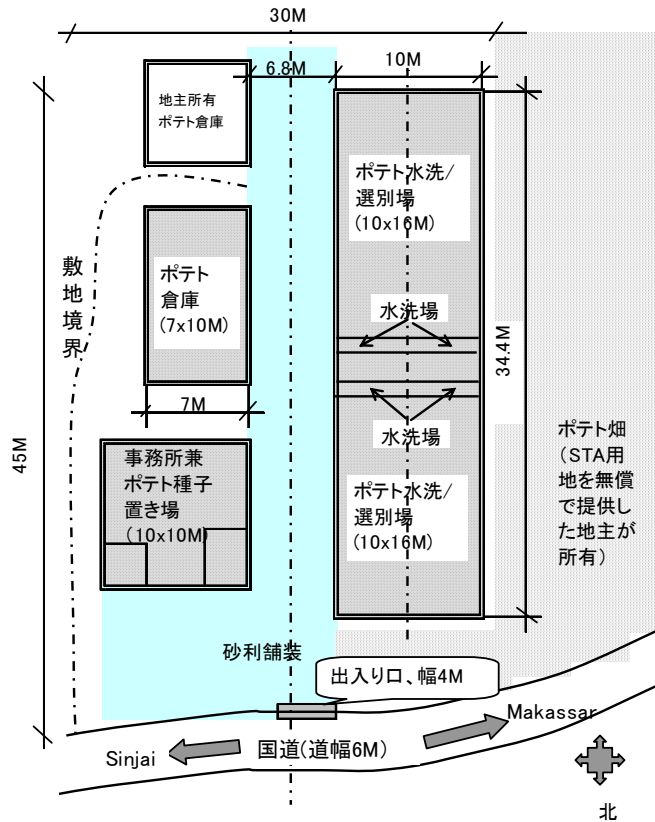 30M
6.8M
10M
地主所有
ポテト倉庫
ポテト水洗/
選別場
(10x16M)
敷地境界
ポテト
倉庫
(7x10M)
水洗場
34.4M
7M
45M
水洗場
事務所兼
ポテト種子
置き場
(10x10M)
ポテト水洗/
選別場
(10x16M)
ポテト畑
(STA用
地を無償
で提供し
た地主が
所有)
砂利舗装
出入り口、幅4M
Makassar
Sinjai
国道(道幅6M)
北